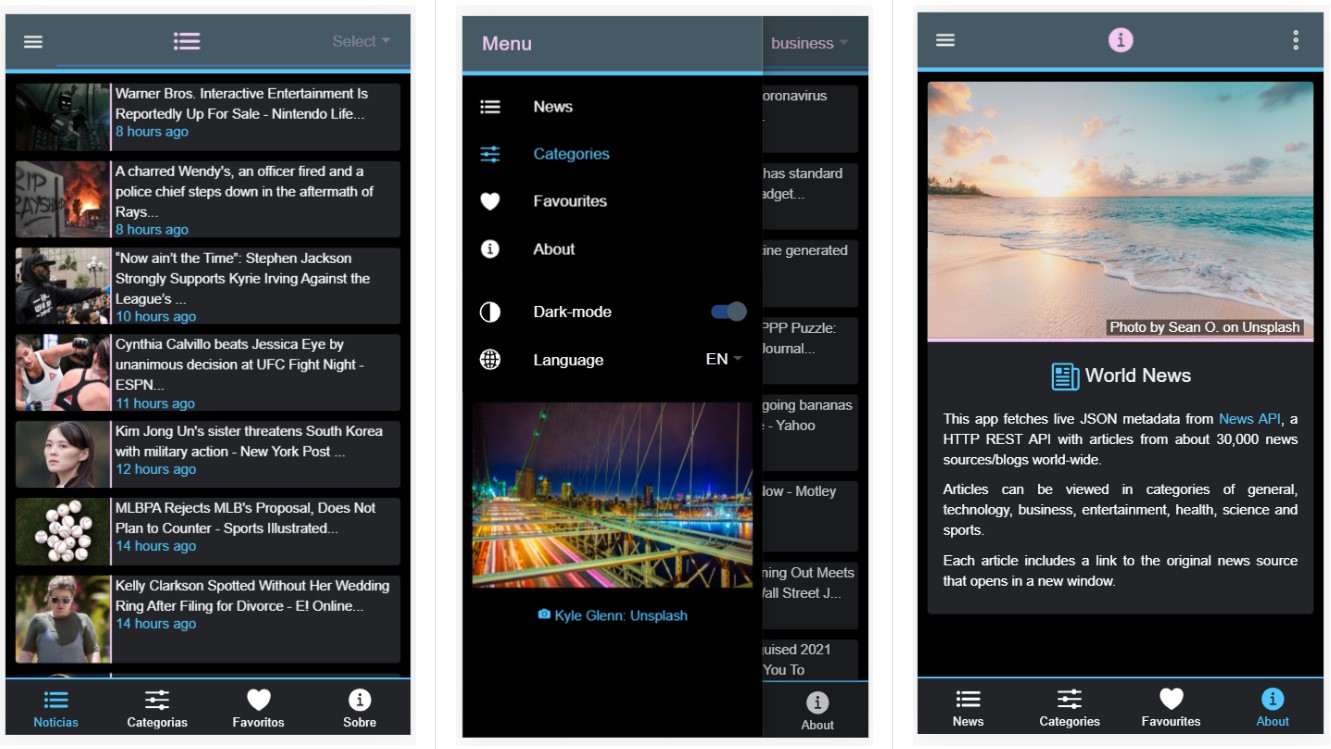 Select
Warner Bros. Interactive Entertainment Is
Reportedly Up For Sale - Nintendo Life...
8 hours ago
A charred Wendy's, an officer fired and a
police chief steps down in the aftermath of
Rays...
8 hours ago
"Now ain't the Time": Stephen Jackson
Strongly Supports Kyrie Irving Against the
League's ...
10 hours ago
Cynthia Calvillo beats Jessica Eye by
unanimous decision at UFC Fight Night -
ESPN...
11 hours ago
Kim Jong Un's sister threatens South Korea
with military action - New York Post ...
12 hours ago
MLBPA Rejects MLB's Proposal, Does Not
Plan to Counter - Sports Illustrated...
14 hours ago
Kelly Clarkson Spotted Without Her Wedding
Ring After Filing for Divorce - E! Online...
14 hours ago
Noticias
Categorias
Favoritos
Sobre
Menu
News
Categories
Favourites
About
Dark-mode
Language
EN
Kyle Glenn: Unsplash
business
oronavirus
has standard
adget...
ine generated
PPP Puzzle:
Journal...
going bananas
e - Yahoo
Now - Motley
ning Out Meets
Wall Street J...
uised 2021
You To
About
Photo by Sean O. on Unsplash
World News
This app fetches live JSON metadata from News API, a
HTTP REST API with articles from about 30,000 news
sources/blogs world-wide.
Articles can be viewed in categories of general,
technology, business, entertainment, health, science and
sports.
Each article includes a link to the original news source
that opens in a new window.
News
Categories
Favourites
About